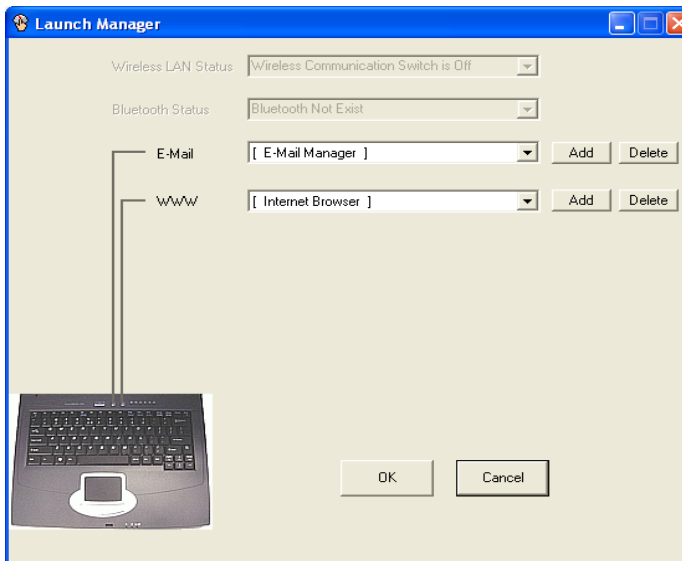 Launch Manager
Wireless LAN Status Wireless Communication Switch is Off
Bluetooth Status Bluetooth Not Exist
E-Mail [ E-Mail Manager ] Add Delete
WWW [ Internet Browser ] Add Delete
OK Cancel